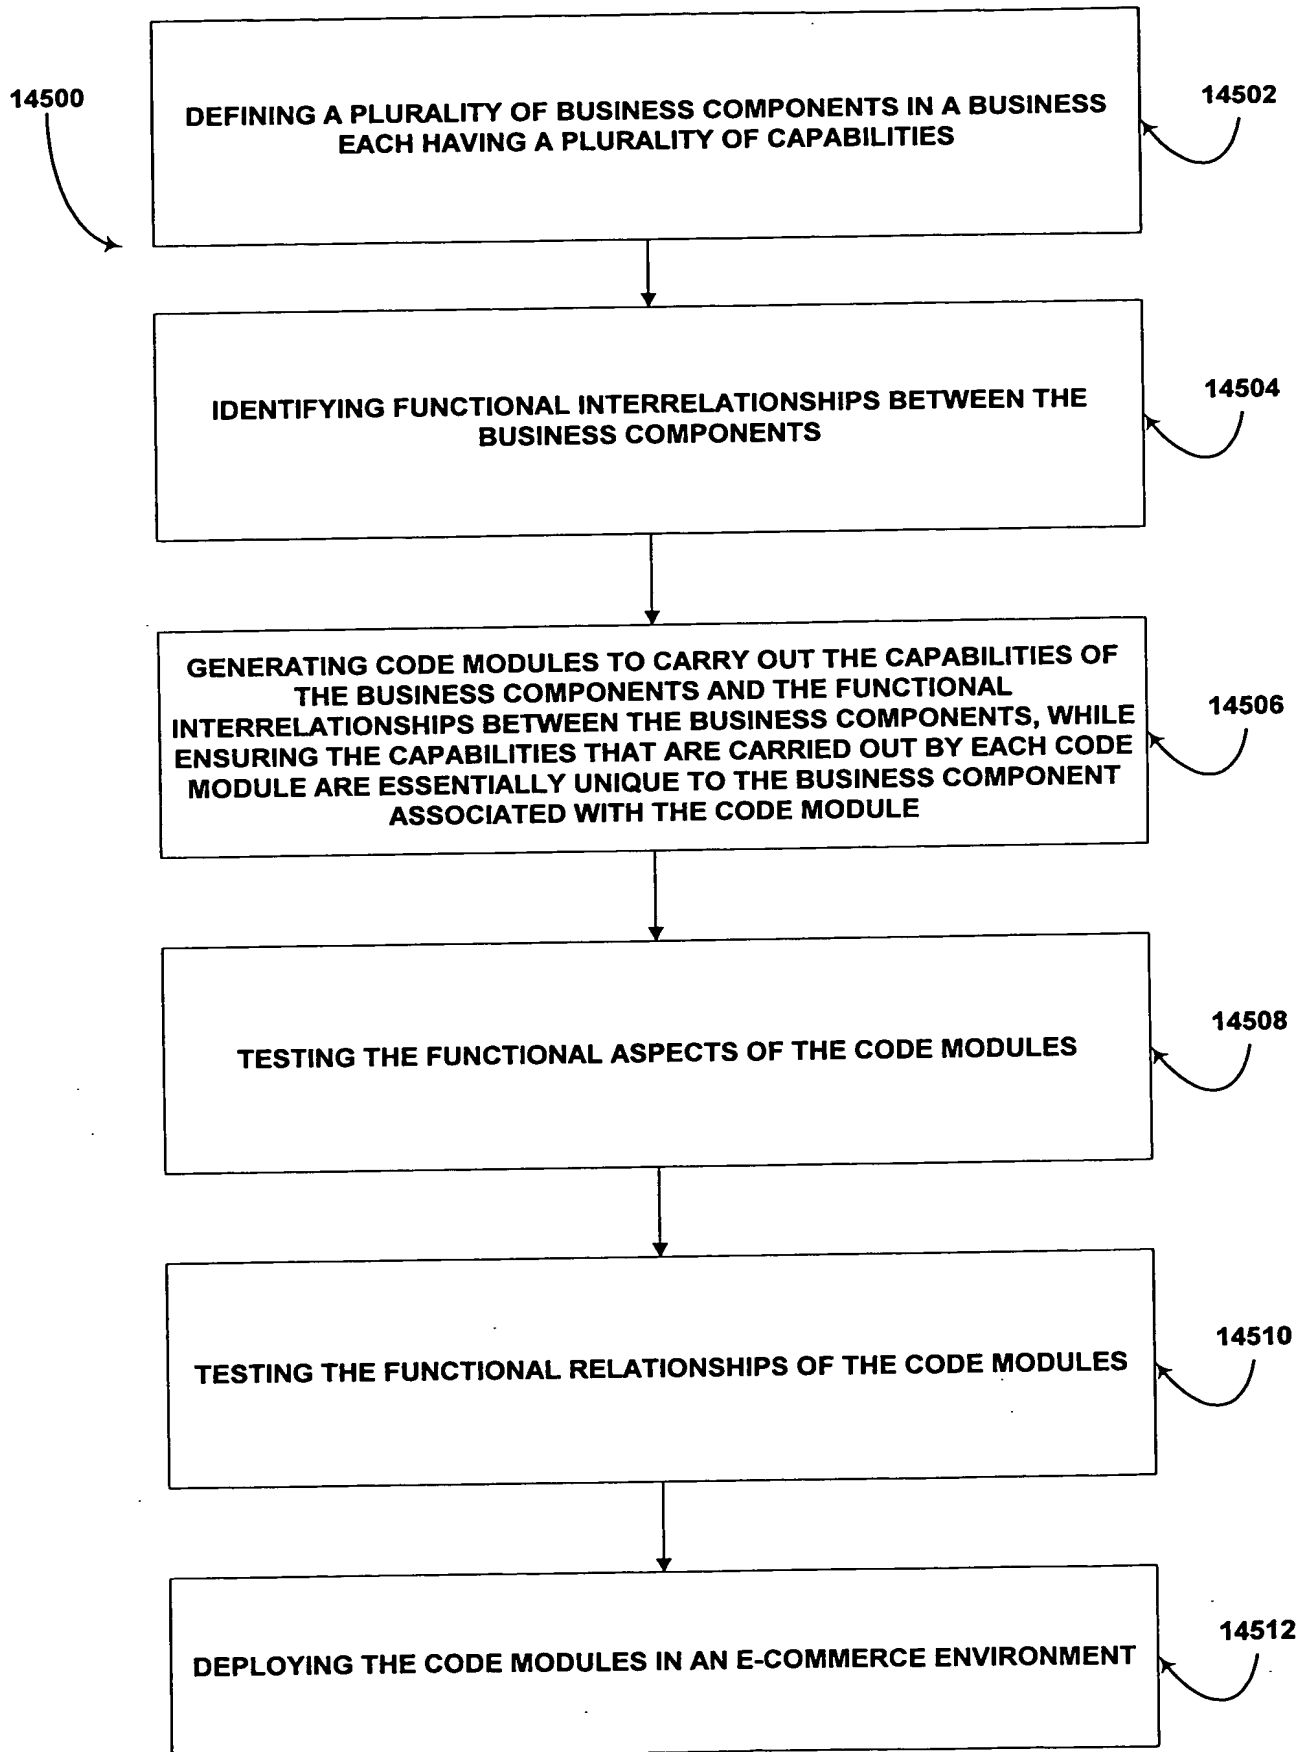 14500
DEFINING A PLURALITY OF BUSINESS COMPONENTS IN A BUSINESS
EACH HAVING A PLURALITY OF CAPABILITIES
14502
IDENTIFYING FUNCTIONAL INTERRELATIONSHIPS BETWEEN THE
BUSINESS COMPONENTS
14504
GENERATING CODE MODULES TO CARRY OUT THE CAPABILITIES OF
THE BUSINESS COMPONENTS AND THE FUNCTIONAL
INTERRELATIONSHIPS BETWEEN THE BUSINESS COMPONENTS, WHILE
ENSURING THE CAPABILITIES THAT ARE CARRIED OUT BY EACH CODE
MODULE ARE ESSENTIALLY UNIQUE TO THE BUSINESS COMPONENT
ASSOCIATED WITH THE CODE MODULE
14506
TESTING THE FUNCTIONAL ASPECTS OF THE CODE MODULES
14508
TESTING THE FUNCTIONAL RELATIONSHIPS OF THE CODE MODULES
14510
DEPLOYING THE CODE MODULES IN AN E-COMMERCE ENVIRONMENT
14512